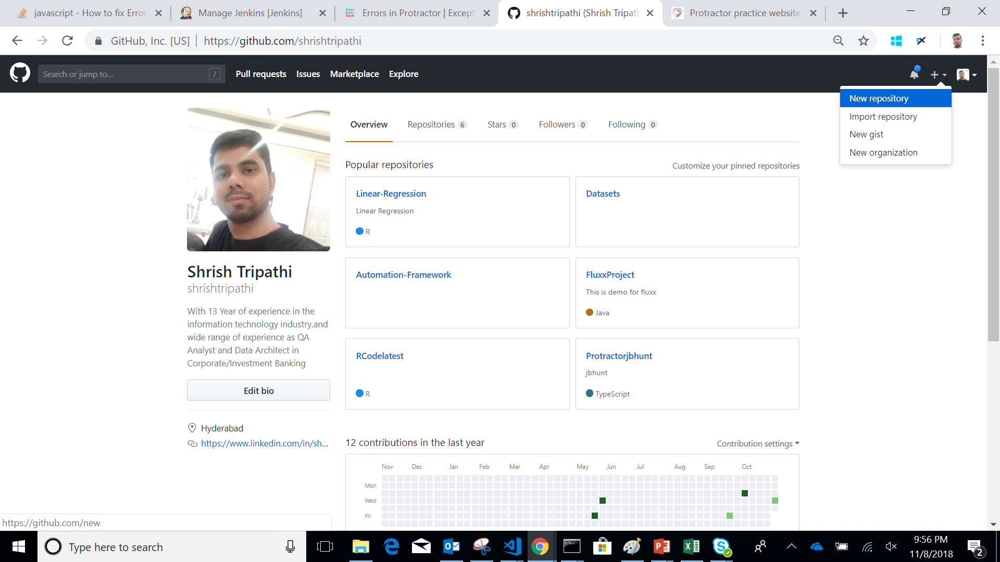 javascript - How to fix Error
Manage Jenkins [Jenkins]
Cher Cher Tech
Errors in Protractor | Excepti
shrishtripathi (Shrish Tripath
Protractor practice website
GitHub, Inc. [US]
https://github.com/shrishtripathi
Search or jump to...
/
Pull requests
Issues
Marketplace
Explore
New repository
Import repository
New gist
New organization
Overview
Repositories 6
Stars 0
Followers 0
Following 0
Popular repositories
Customize your pinned repositories
Linear-Regression
Linear Regression
R
Datasets
Automation-Framework
FluxxProject
This is demo for fluxx
Java
RCodelatest
R
Protractorjbhunt
jbhunt
TypeScript
Shrish Tripathi
shrishtripathi
With 13 Year of experience in the
information technology industry,and
wide range of experience as QA
Analyst and Data Architect in
Corporate/Investment Banking
Edit bio
Hyderabad
https://www.linkedin.com/in/sh...
12 contributions in the last year
Contribution settings
Nov Dec Jan Feb Mar Apr May Jun Jul Aug Sep Oct
Mon
Wed
Fri
https://github.com/new
Type here to search
9:56 PM
11/8/2018
2